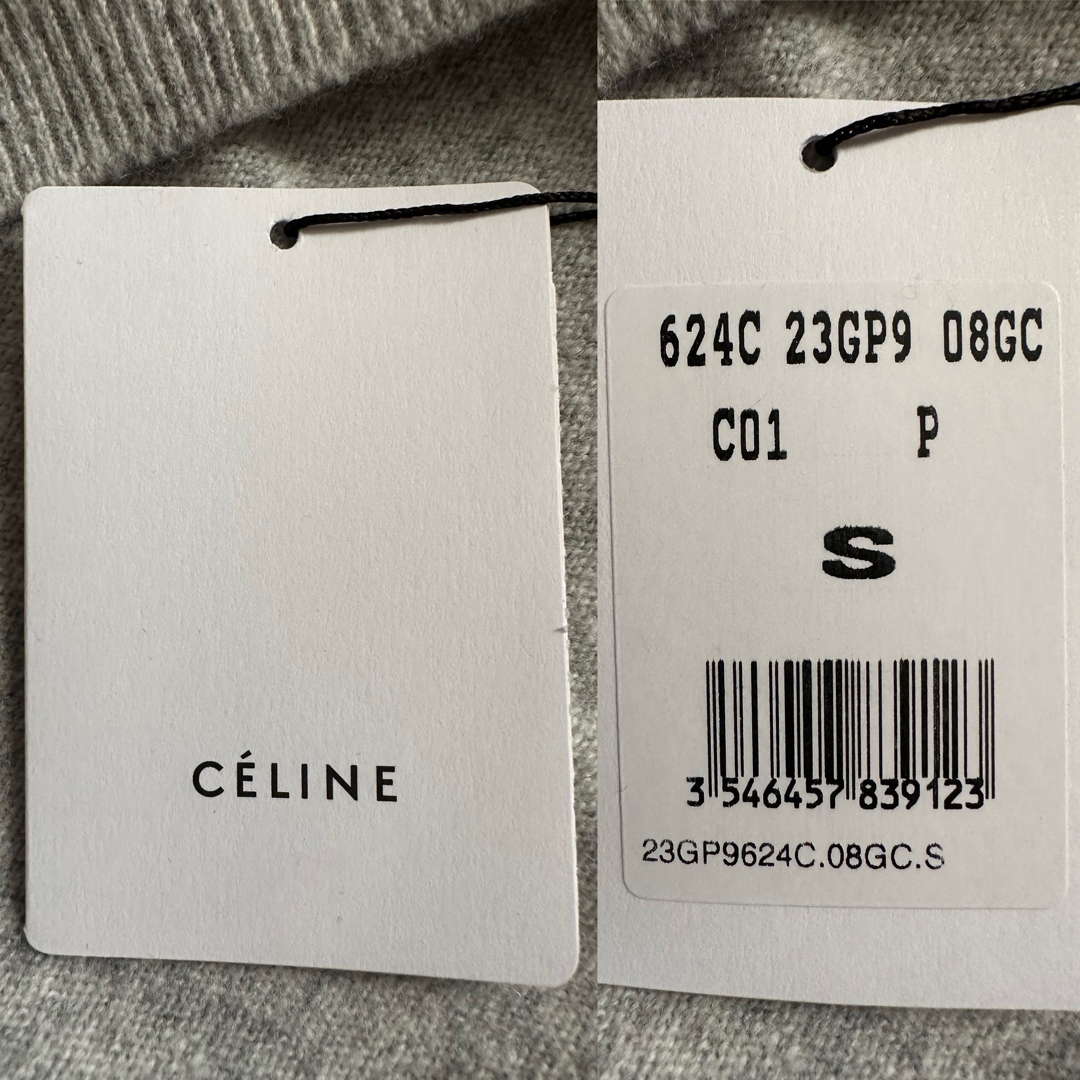 CÉLINE
624C 23GP9 08GC
C01 P
S
3 546457 839123
23GP9624C.08GC.S